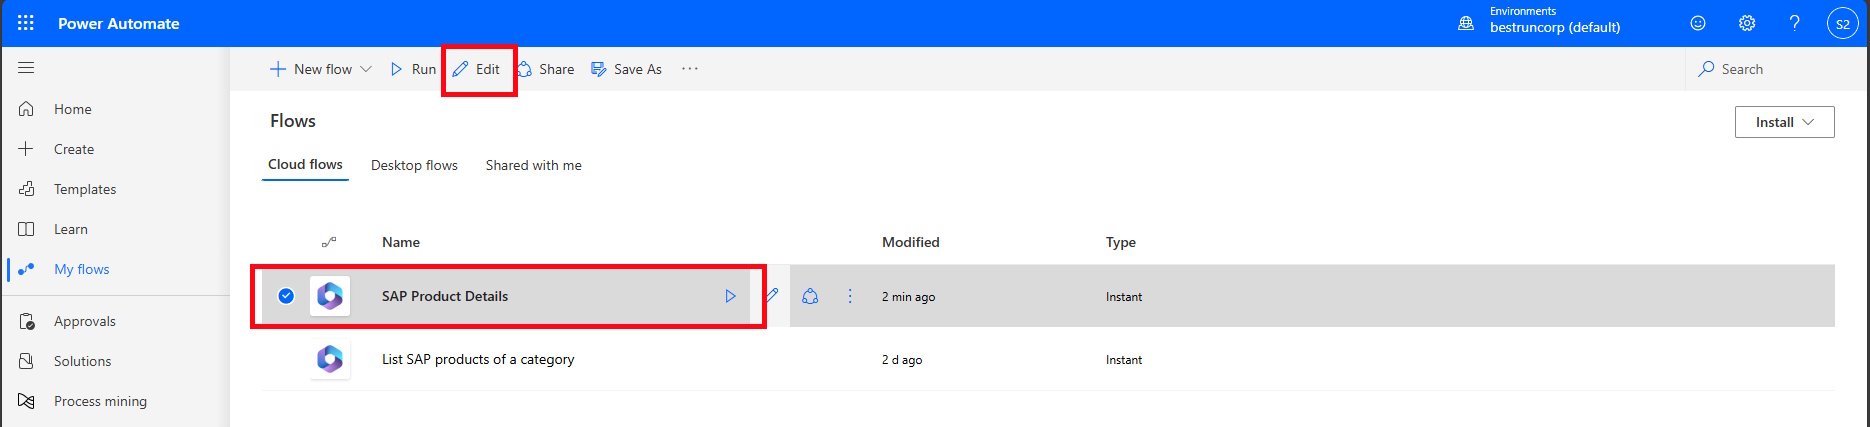 Power Automate
Environments
bestruncorp (default)
S2
New flow
Run
Edit
Share
Save As
Search
Home
Create
Templates
Learn
My flows
Approvals
Solutions
Process mining
Flows
Install
Cloud flows
Desktop flows
Shared with me
Name
Modified
Type
SAP Product Details
2 min ago
Instant
List SAP products of a category
2 d ago
Instant